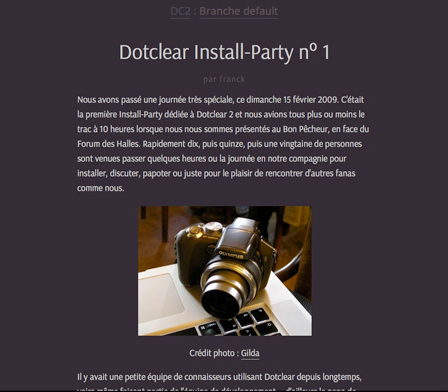 DC2 : Branche default
Dotclear Install-Party nº 1
par franck
Nous avons passé une journée très spéciale, ce dimanche 15 février 2009. C'était
la première Install-Party dédiée à Dotclear 2 et nous avions tous plus ou moins le
trac à 10 heures lorsque nous nous sommes présentés au Bon Pêcheur, en face du
Forum des Halles. Rapidement dix, puis quinze, puis une vingtaine de personnes
sont venues passer quelques heures ou la journée en notre compagnie pour
installer, discuter, papoter ou juste pour le plaisir de rencontrer d'autres fanas
comme nous.
OLYMPUS
Crédit photo : Gilda
Il y avait une petite équipe de connaisseurs utilisant Dotclear depuis longtemps,